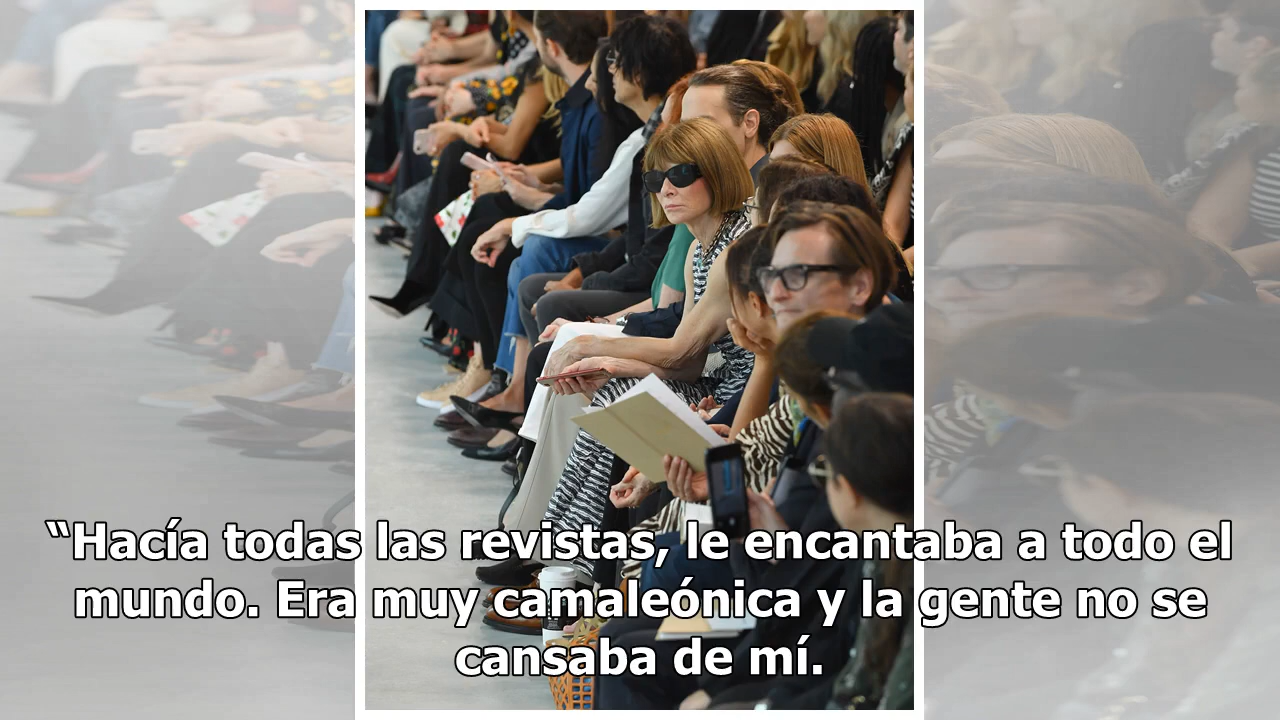 “Hacía todas las revistas, le encantaba a todo el
mundo. Era muy camaleónica y la gente no se
cansaba de mí.